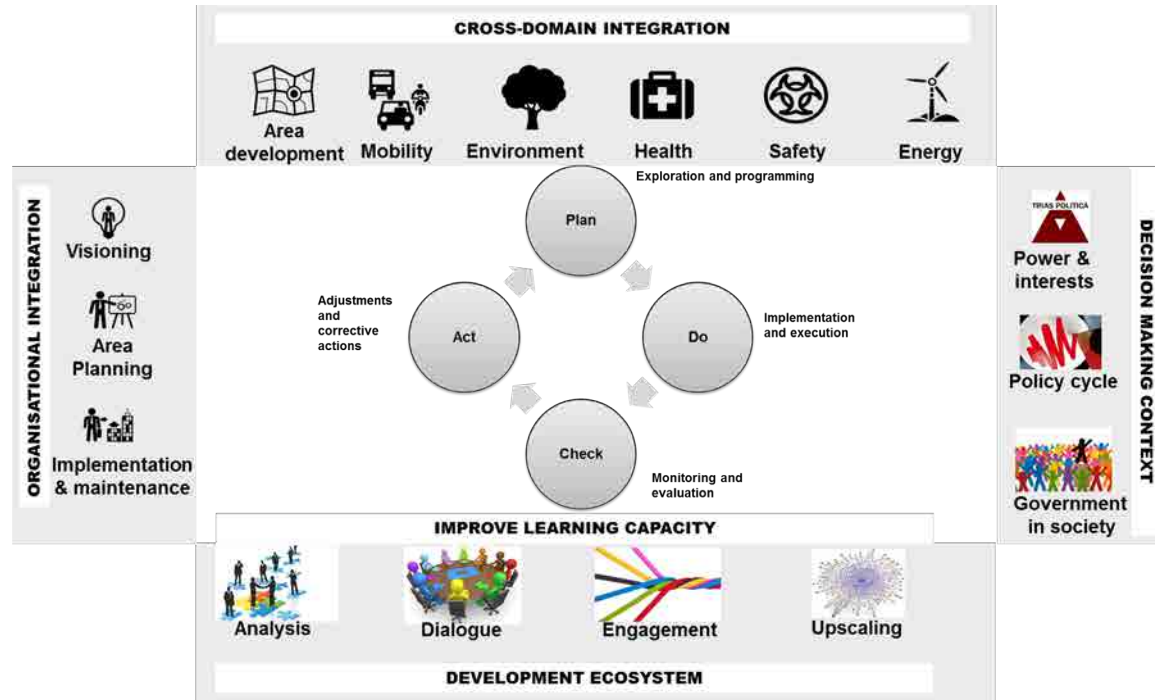 CROSS-DOMAIN INTEGRATION
Area
development
Mobility
Environment
Health
Safety
Energy
ORGANISATIONAL INTEGRATION
Visioning
Area
Planning
Implementation
& maintenance
Plan
Exploration and programming
Do
Implementation
and execution
Check
Monitoring and
evaluation
Act
Adjustments
and
corrective
actions
DECISION MAKING CONTEXT
TRIAS POLITICA
Power &
interests
Policy cycle
Government
in society
IMPROVE LEARNING CAPACITY
Analysis
Dialogue
Engagement
Upscaling
DEVELOPMENT ECOSYSTEM